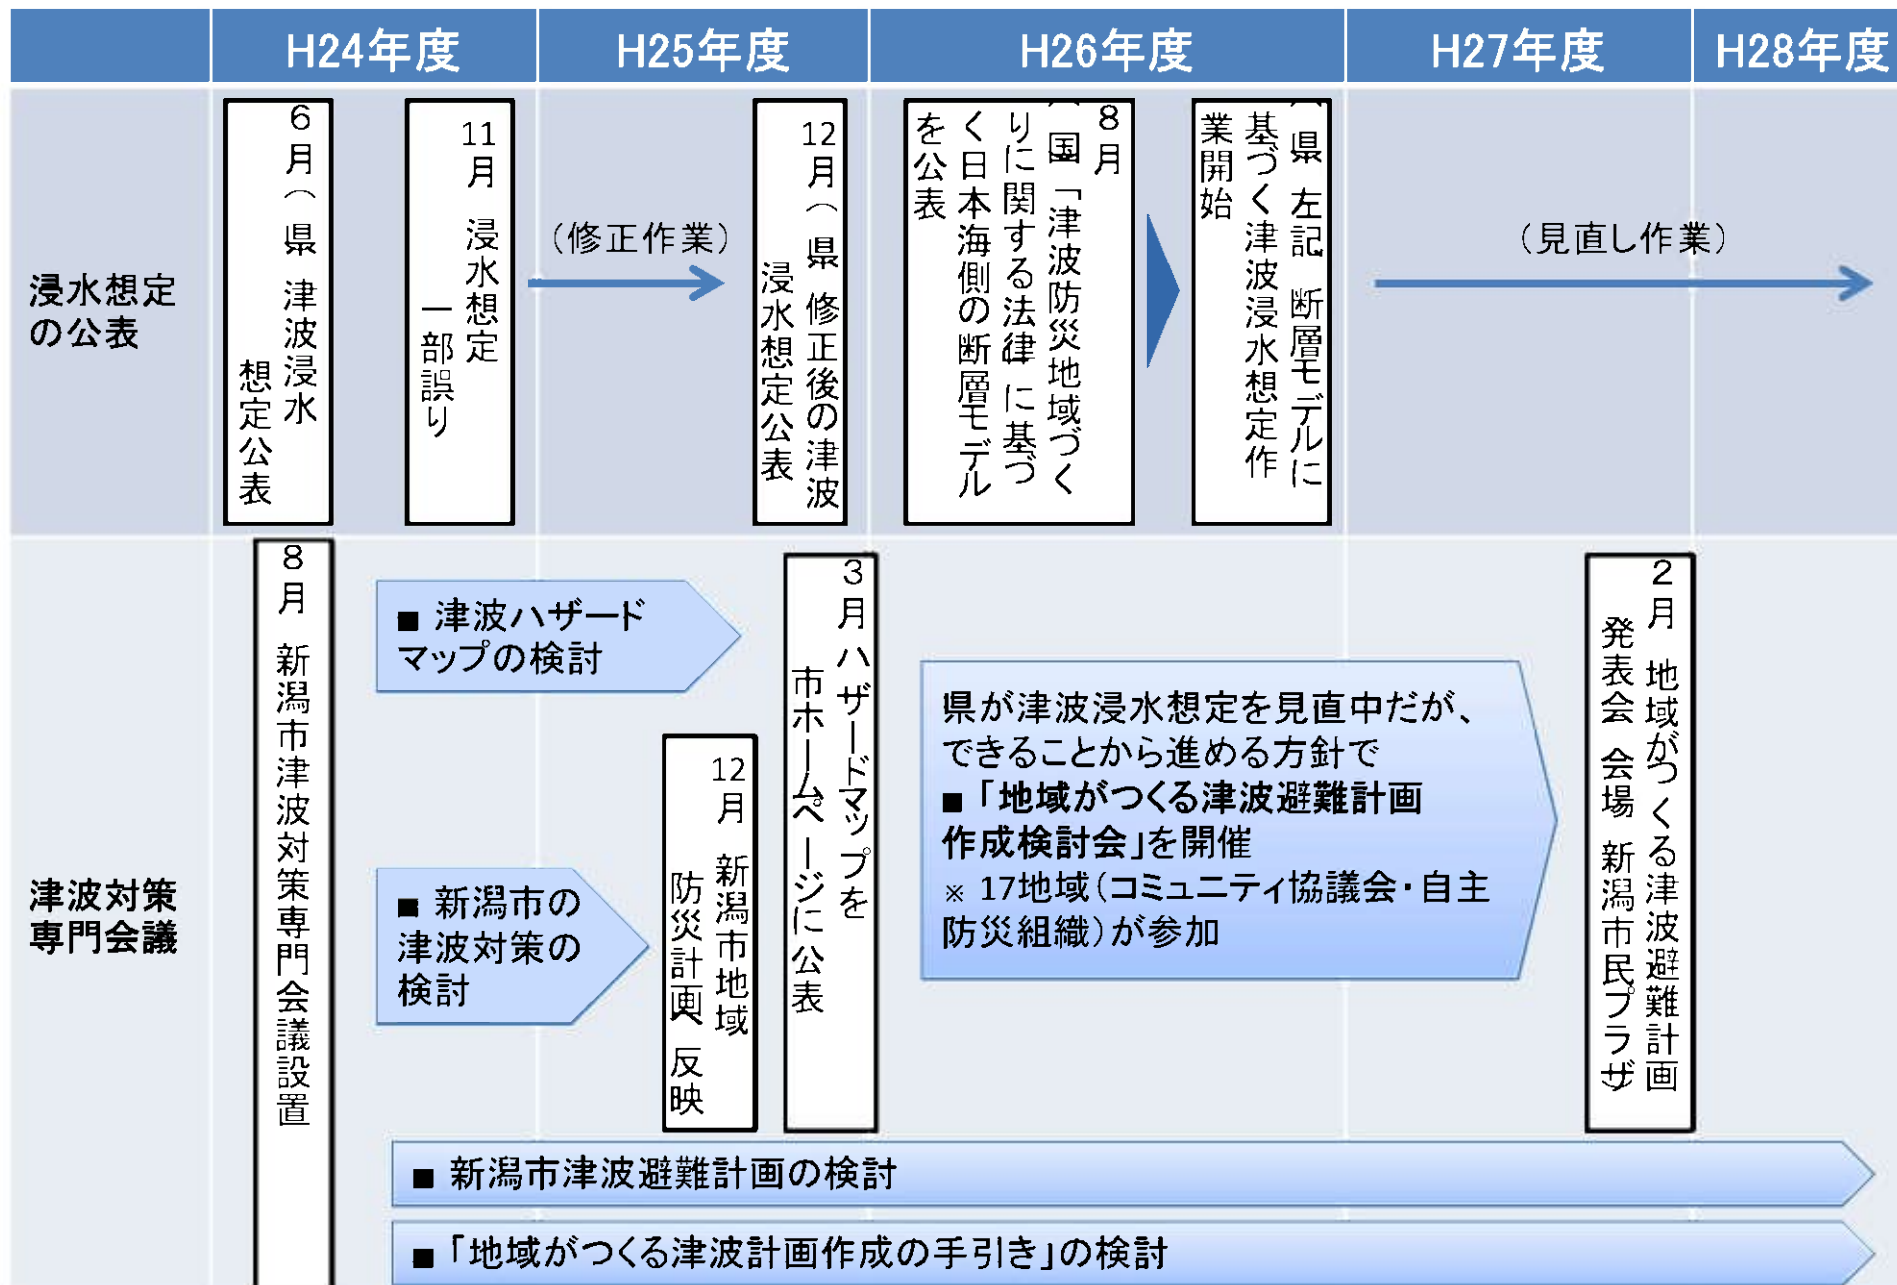 H24年度
H25年度
H26年度
H27年度
H28年度
浸水想定
の公表
6月（県 津波浸水
想定公表
11月 浸水想定
一部誤り
（修正作業）
12月（県 修正後の津波
浸水想定公表
8月
国「津波防災地域づく
りに関する法律」に基づ
く日本海側の断層モデル
を公表
県 左記 断層モデルに
基づく津波浸水想定作
業開始
（見直し作業）
津波対策
専門会議
8月 新潟市津波対策専門会議設置
■ 津波ハザード
マップの検討
■ 新潟市の
津波対策の
検討
12月 新潟市地域
防災計画へ反映
3月 ハザードマップを
市ホームページに公表
県が津波浸水想定を見直中だが、
できることから進める方針で
■「地域がつくる津波避難計画
作成検討会」を開催
※ 17地域（コミュニティ協議会・自主
防災組織）が参加
2月 地域がつくる津波避難計画
発表会 会場 新潟市民プラザ
■ 新潟市津波避難計画の検討
■「地域がつくる津波計画作成の手引き」の検討